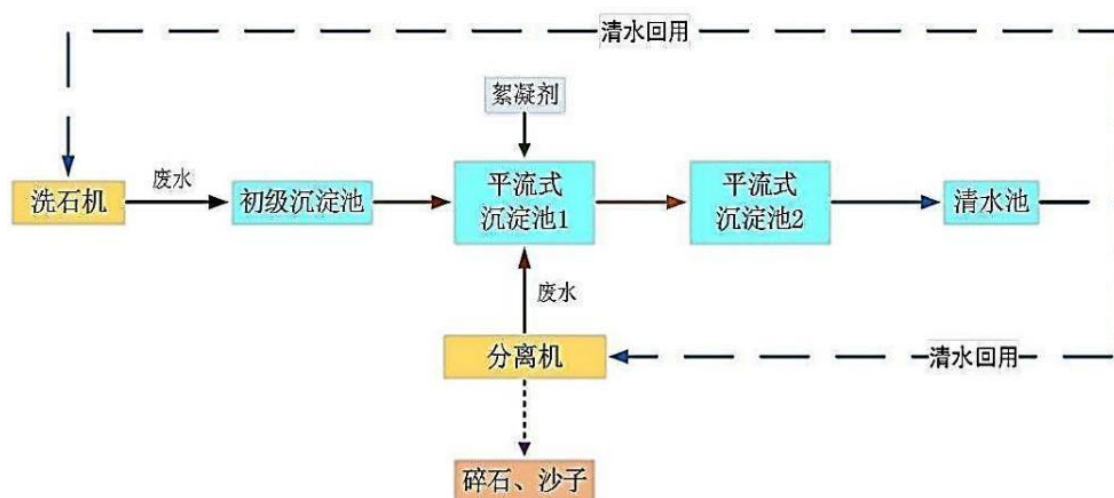 清水回用
絮凝剂
废水
洗石机
初级沉淀池
平流式
沉淀池1
平流式
沉淀池2
清水池
废水
分离机
清水回用
碎石、沙子